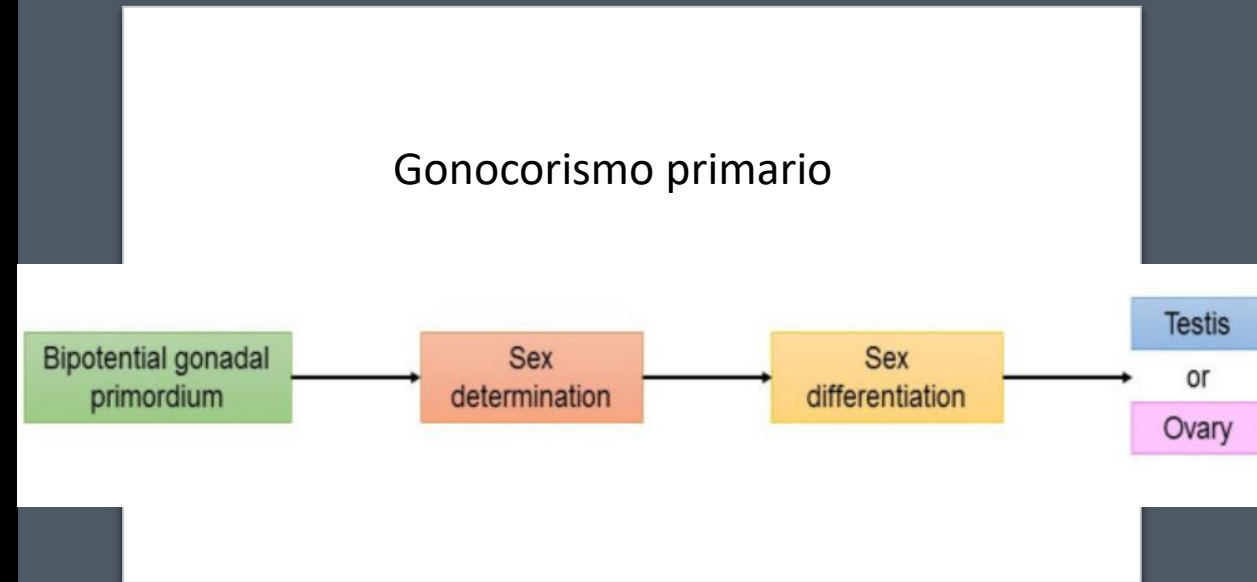 Gonocorismo primario
Bipotential gonadal
primordium
Sex
determination
Sex
differentiation
Testis
or
Ovary